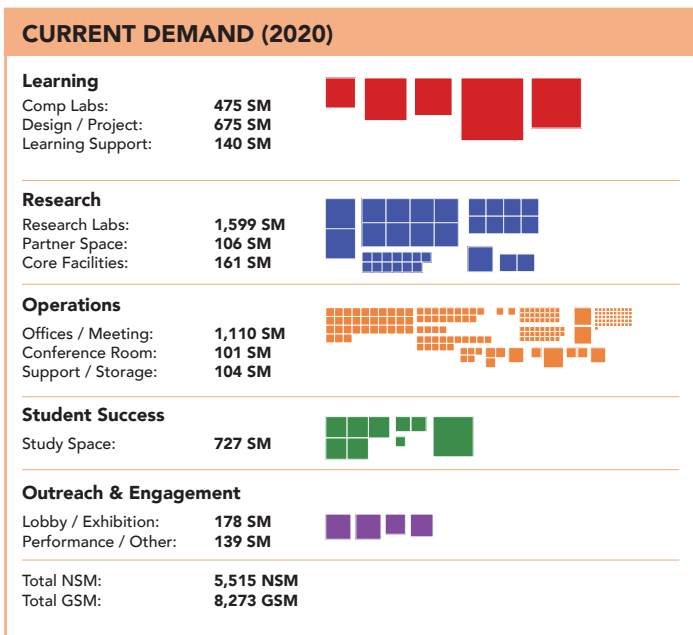 CURRENT DEMAND (2020)
Learning
Comp Labs: 475 SM
Design / Project: 675 SM
Learning Support: 140 SM
Research
Research Labs: 1,599 SM
Partner Space: 106 SM
Core Facilities: 161 SM
Operations
Offices / Meeting: 1,110 SM
Conference Room: 101 SM
Support / Storage: 104 SM
Student Success
Study Space: 727 SM
Outreach & Engagement
Lobby / Exhibition: 178 SM
Performance / Other: 139 SM
Total NSM: 5,515 NSM
Total GSM: 8,273 GSM